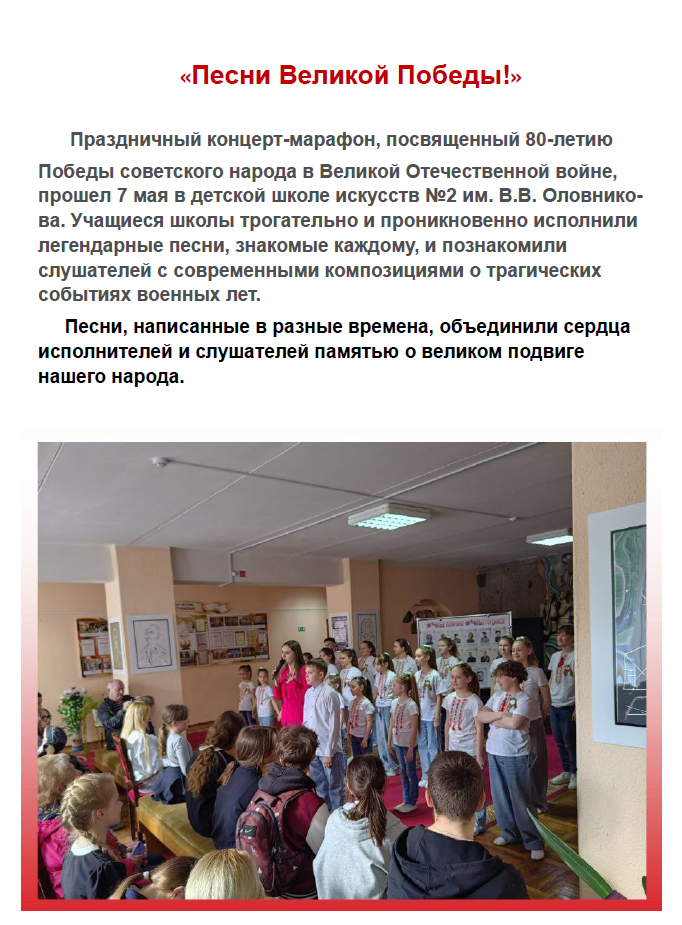 «Песни Великой Победы!»
Праздничный концерт-марафон, посвященный 80-летию
Победы советского народа в Великой Отечественной войне,
прошел 7 мая в детской школе искусств №2 им. В.В. Оловнико-
ва. Учащиеся школы трогательно и проникновенно исполнили
легендарные песни, знакомые каждому, и познакомили
слушателей с современными композициями о трагических
событиях военных лет.
Песни, написанные в разные времена, объединили сердца
исполнителей и слушателей памятью о великом подвиге
нашего народа.